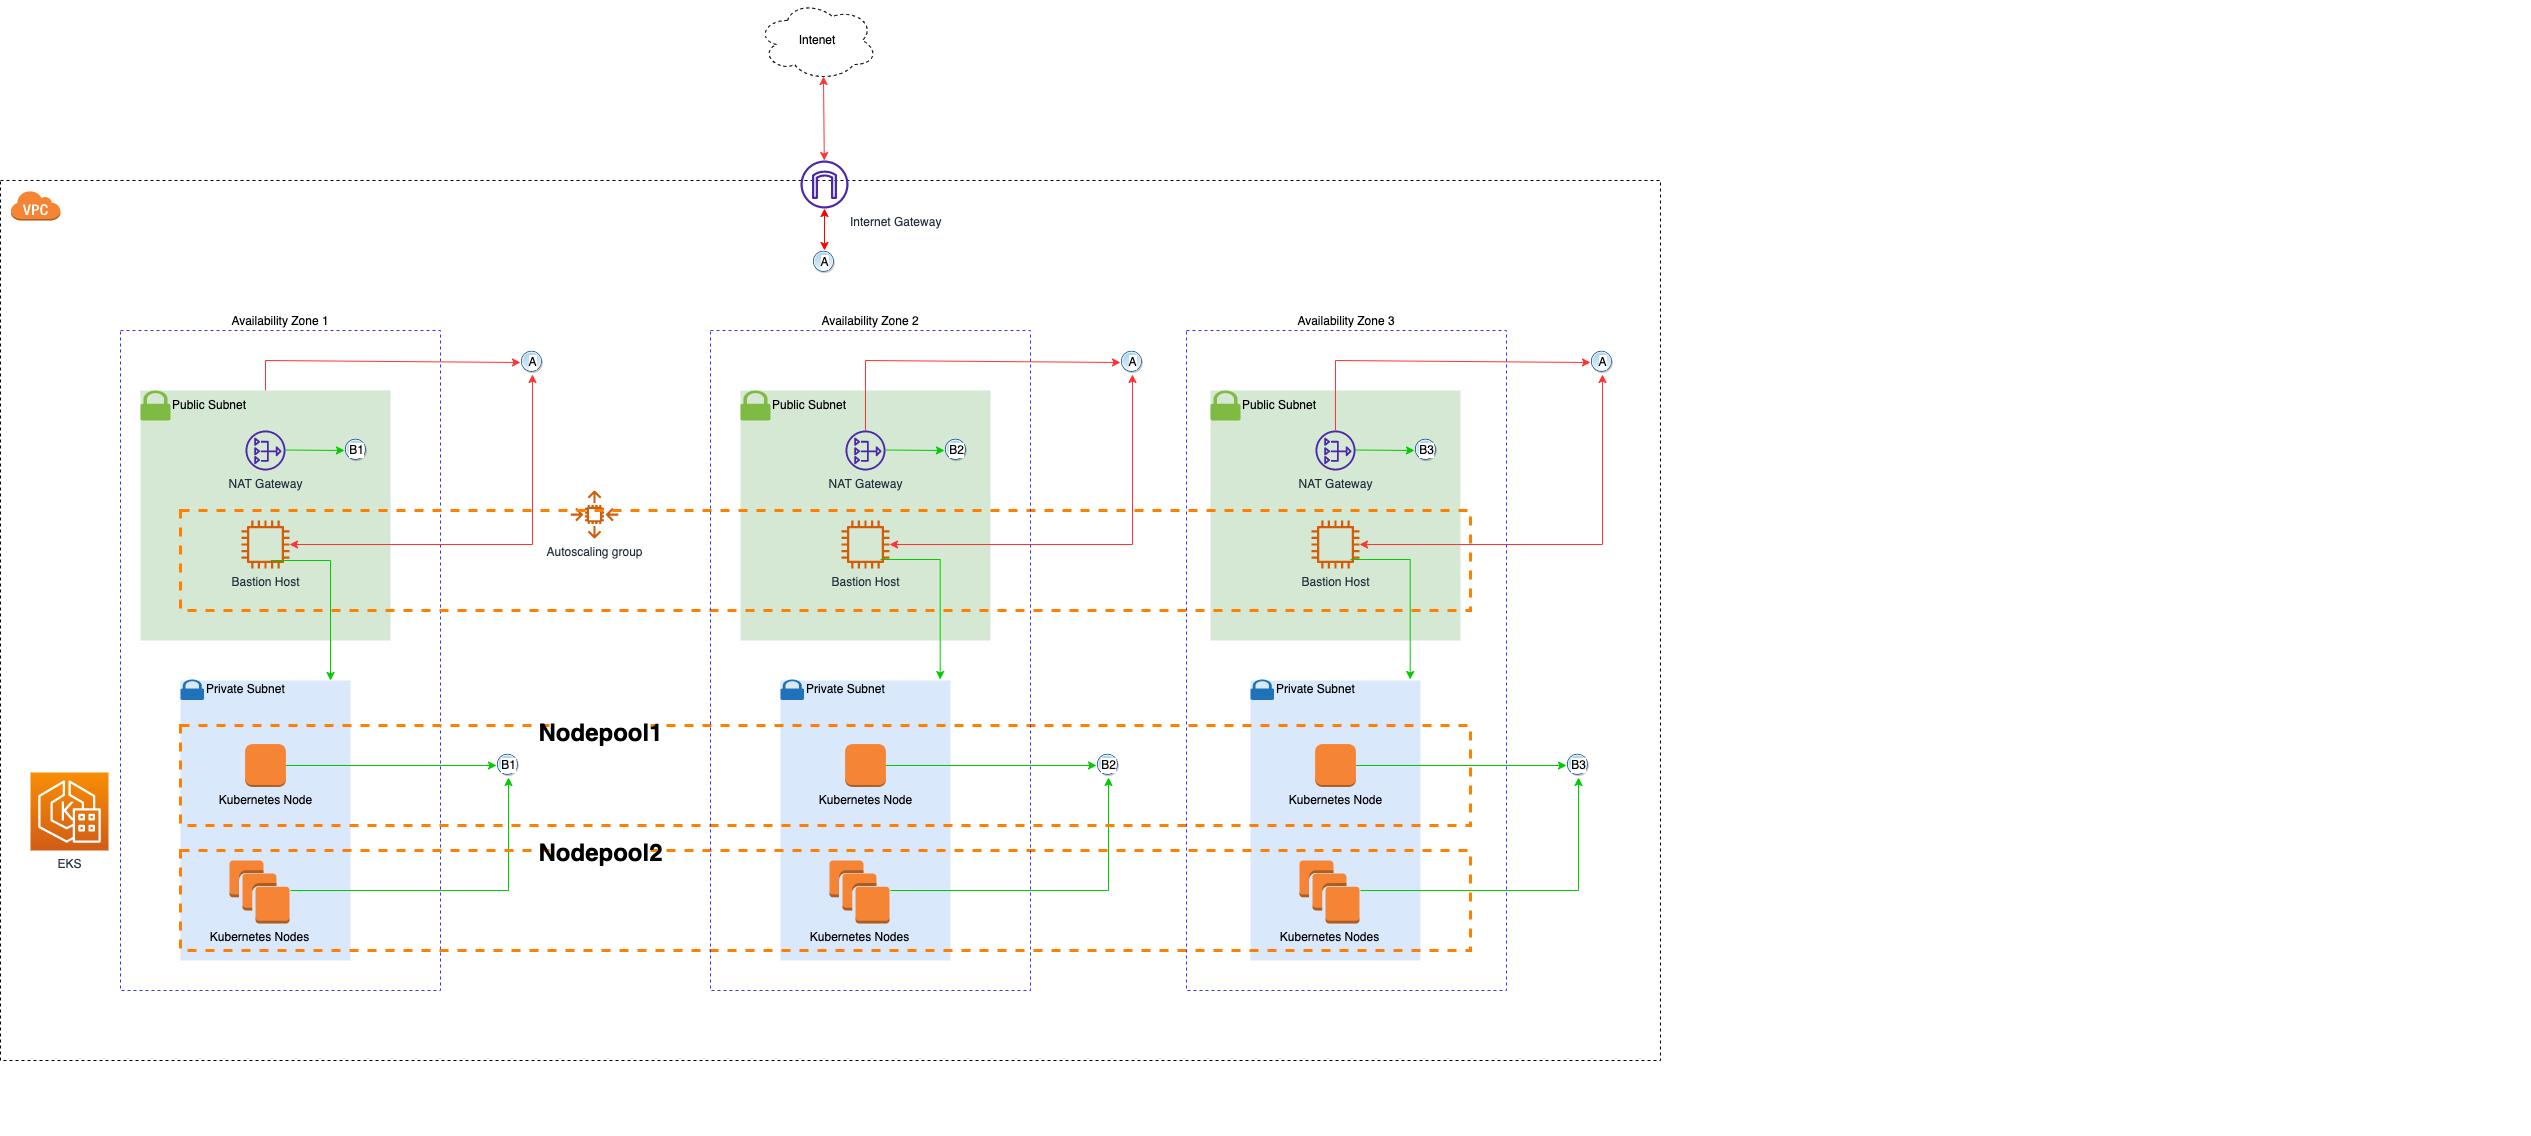 Intenet
VPC
Internet Gateway
A
Availability Zone 1
Availability Zone 2
Availability Zone 3
A
A
A
Public Subnet
Public Subnet
Public Subnet
B1
B2
B3
NAT Gateway
NAT Gateway
NAT Gateway
Autoscaling group
Bastion Host
Bastion Host
Bastion Host
Private Subnet
Private Subnet
Private Subnet
Nodepool1
B1
B2
B3
Kubernetes Node
Kubernetes Node
Kubernetes Node
K
EKS
Nodepool2
Kubernetes Nodes
Kubernetes Nodes
Kubernetes Nodes